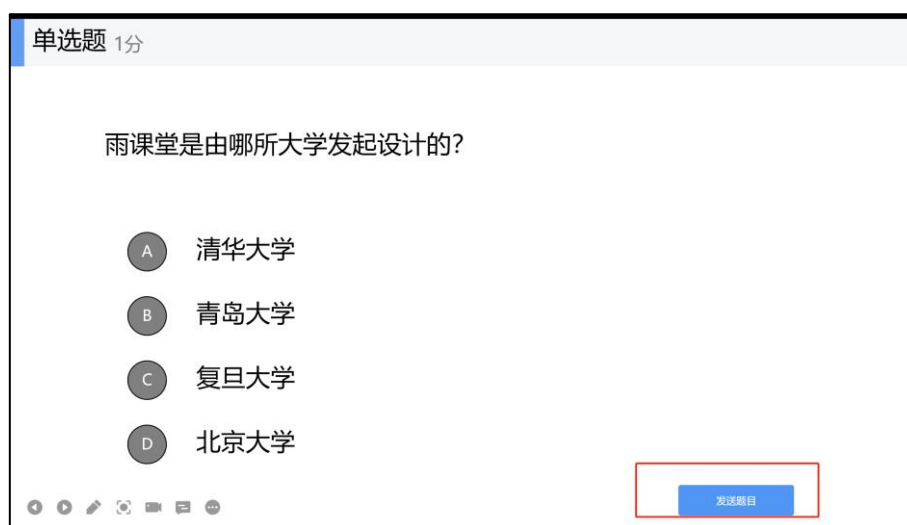 单选题 1分
雨课堂是由哪所大学发起设计的？
A 清华大学
B 青岛大学
C 复旦大学
D 北京大学
发送题目